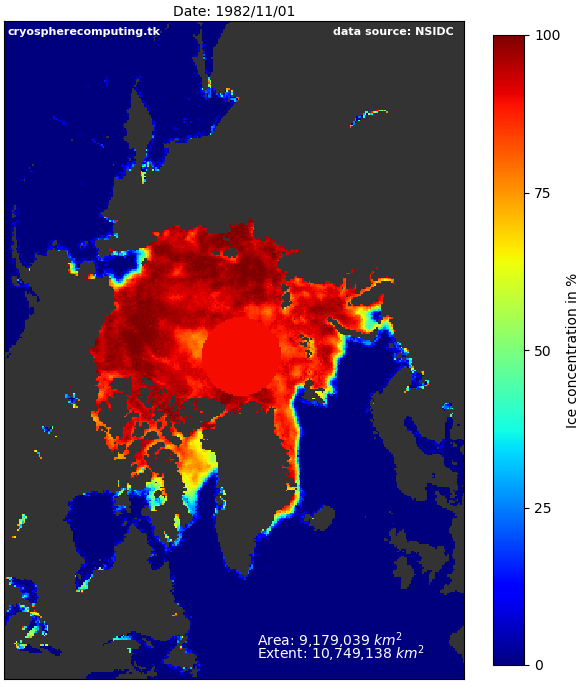 Date: 1982/11/01
cryospherecomputing.tk data source: NSIDC
100
75
50
25
0
Ice concentration in %
Area: 9,179,039 km²
Extent: 10,749,138 km²